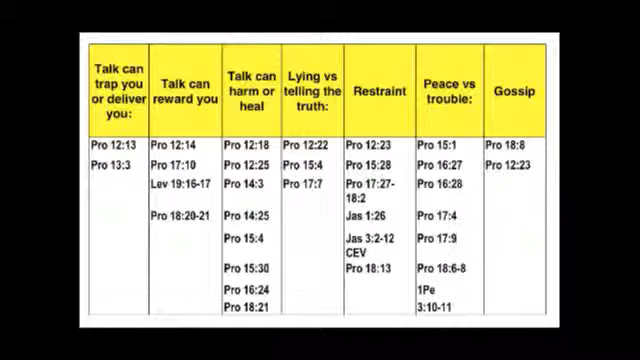 Talk can
trap you
or deliver
you:
Talk can
reward you
Talk can
harm or
heal
Lying vs
telling the
truth:
Restraint
Peace vs
trouble:
Gossip
Pro 12:13
Pro 12:14
Pro 12:18
Pro 12:22
Pro 12:23
Pro 15:1
Pro 18:8
Pro 13:3
Pro 17:10
Pro 12:25
Pro 15:4
Pro 15:28
Pro 16:27
Pro 12:23
Lev 19:16-17
Pro 14:3
Pro 17:7
Pro 17:27-
18:2
Pro 16:28
Pro 18:20-21
Pro 14:25
Jas 1:26
Pro 17:4
Pro 15:4
Jas 3:2-12
CEV
Pro 17:9
Pro 15:30
Pro 18:13
Pro 18:6-8
Pro 16:24
1Pe
Pro 18:21
3:10-11